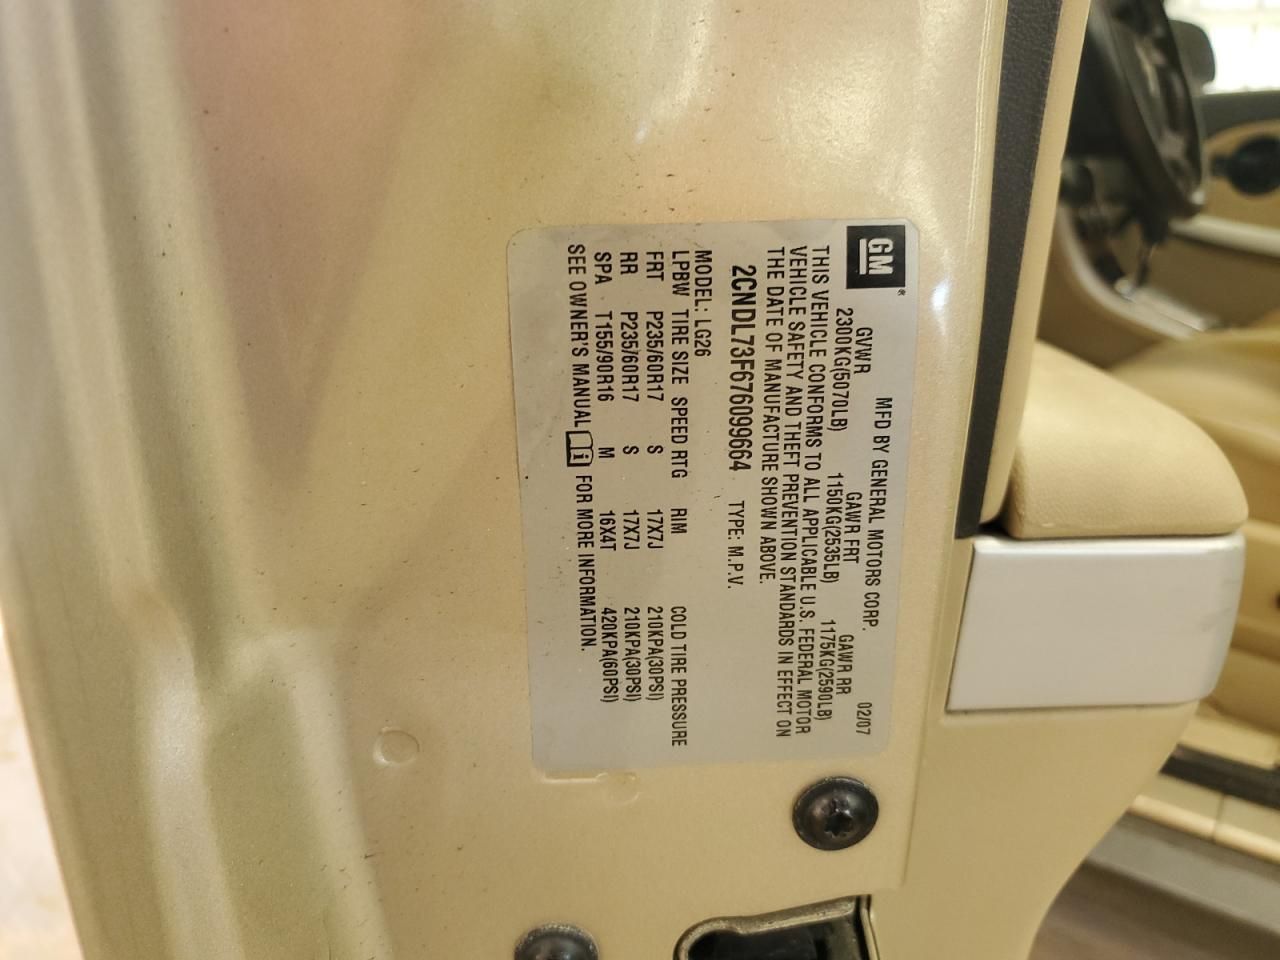 GM
MFD BY GENERAL MOTORS CORP. 02/07
GVWR GAWR FRT GAWR RR
2300KG(5070LB) 1150KG(2535LB) 1175KG(2590LB)
THIS VEHICLE CONFORMS TO ALL APPLICABLE U.S. FEDERAL MOTOR
VEHICLE SAFETY AND THEFT PREVENTION STANDARDS IN EFFECT ON
THE DATE OF MANUFACTURE SHOWN ABOVE.
2CNDL73F676099664 TYPE: M.P.V.
MODEL: LG26
LPBW TIRE SIZE SPEED RTG RIM COLD TIRE PRESSURE
FRT P235/60R17 S 17X7J 210KPA(30PSI)
RR P235/60R17 S 17X7J 210KPA(30PSI)
SPA T155/90R16 M 16X4T 420KPA(60PSI)
SEE OWNER'S MANUAL i FOR MORE INFORMATION.